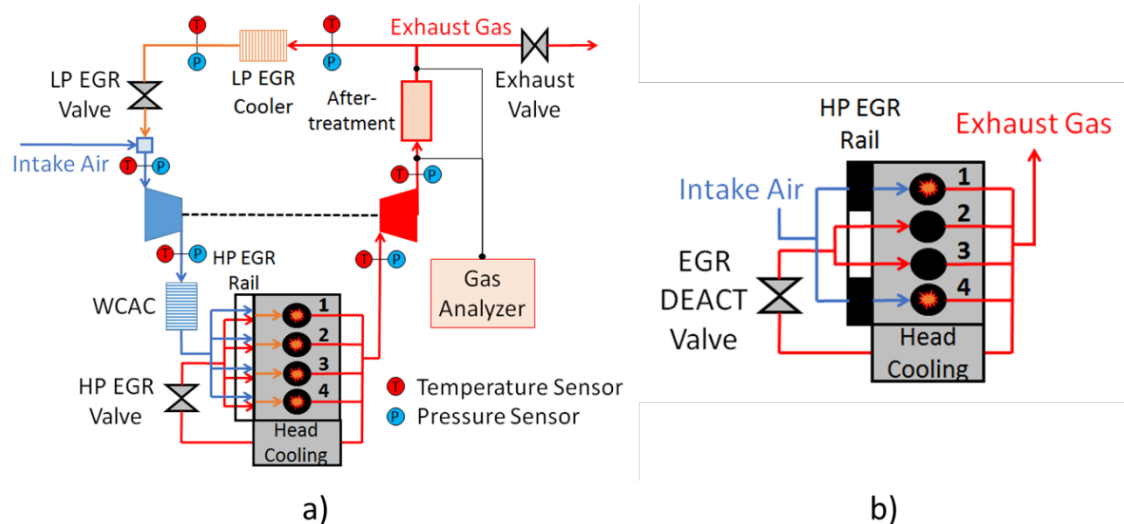 T
T
Exhaust Gas
P
P
LP EGR
Valve
LP EGR
Cooler
After-
treatment
Exhaust
Valve
Intake Air
T
P
T
P
T
P
HP EGR
Rail
T
P
WCAC
Gas
Analyzer
1
2
3
4
HP EGR
Valve
Head
Cooling
T Temperature Sensor
P Pressure Sensor
a)
HP EGR
Rail
Exhaust Gas
Intake Air
1
2
3
4
EGR
DEACT
Valve
Head
Cooling
b)